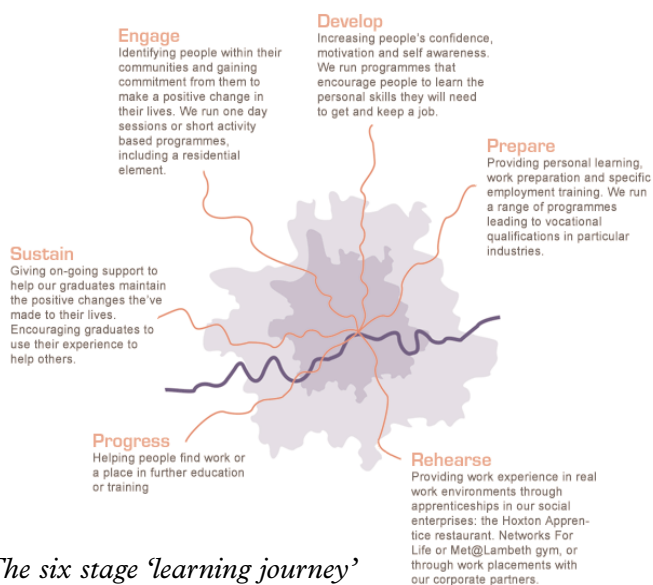 Engage
Identifying people within their
communities and gaining
commitment from them to
make a positive change in
their lives. We run one day
sessions or short activity
based programmes,
including a residential
element.
Develop
Increasing people's confidence,
motivation and self awareness.
We run programmes that
encourage people to learn the
personal skills they will need
to get and keep a job.
Prepare
Providing personal learning,
work preparation and specific
employment training. We run
a range of programmes
leading to vocational
qualifications in particular
industries.
Rehearse
Providing work experience in real
work environments through
apprenticeships in our social
enterprises: the Hoxton Appren-
tice restaurant. Networks For
Life or Met@Lambeth gym, or
through work placements with
our corporate partners.
Progress
Helping people find work or
a place in further education
or training
Sustain
Giving on-going support to
help our graduates maintain
the positive changes the've
made to their lives.
Encouraging graduates to
use their experience to
help others.
The six stage 'learning journey'